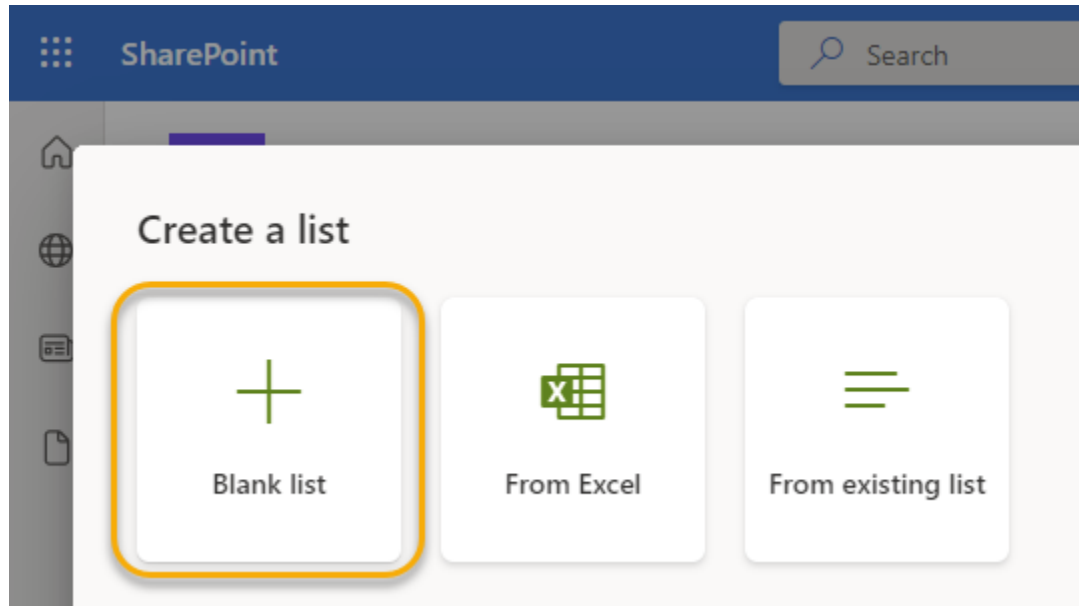 SharePoint
Search
Create a list
Blank list
From Excel
From existing list